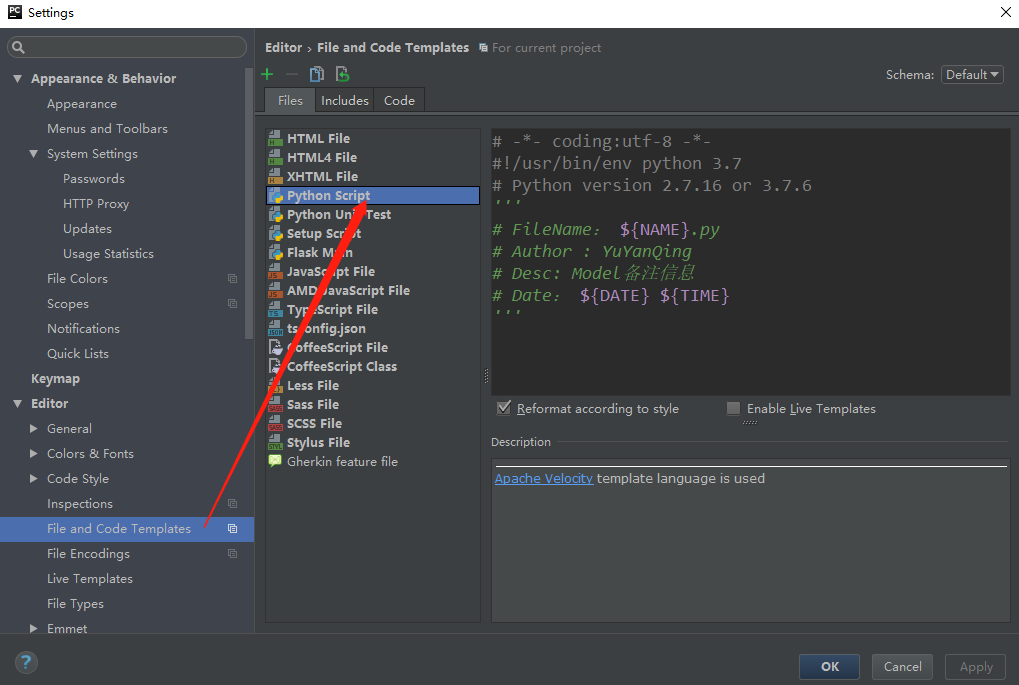 PC Settings
Appearance & Behavior
Appearance
Menus and Toolbars
System Settings
Passwords
HTTP Proxy
Updates
Usage Statistics
File Colors
Scopes
Notifications
Quick Lists
Keymap
Editor
General
Colors & Fonts
Code Style
Inspections
File and Code Templates
File Encodings
Live Templates
File Types
Emmet
Editor › File and Code Templates For current project
Schema: Default
Files Includes Code
HTML File
HTML4 File
XHTML File
Python Script
Python Unit Test
Setup Script
Flask Main
JavaScript File
AMD JavaScript File
TypeScript File
tsconfig.json
CoffeeScript File
CoffeeScript Class
Less File
Sass File
SCSS File
Stylus File
Gherkin feature file
# -*- coding:utf-8 -*-
#!/usr/bin/env python 3.7
# Python version 2.7.16 or 3.7.6
'''
# FileName： ${NAME}.py
# Author : YuYanQing
# Desc: Model备注信息
# Date： ${DATE} ${TIME}
'''
Reformat according to style Enable Live Templates
Description
Apache Velocity template language is used
? OK Cancel Apply